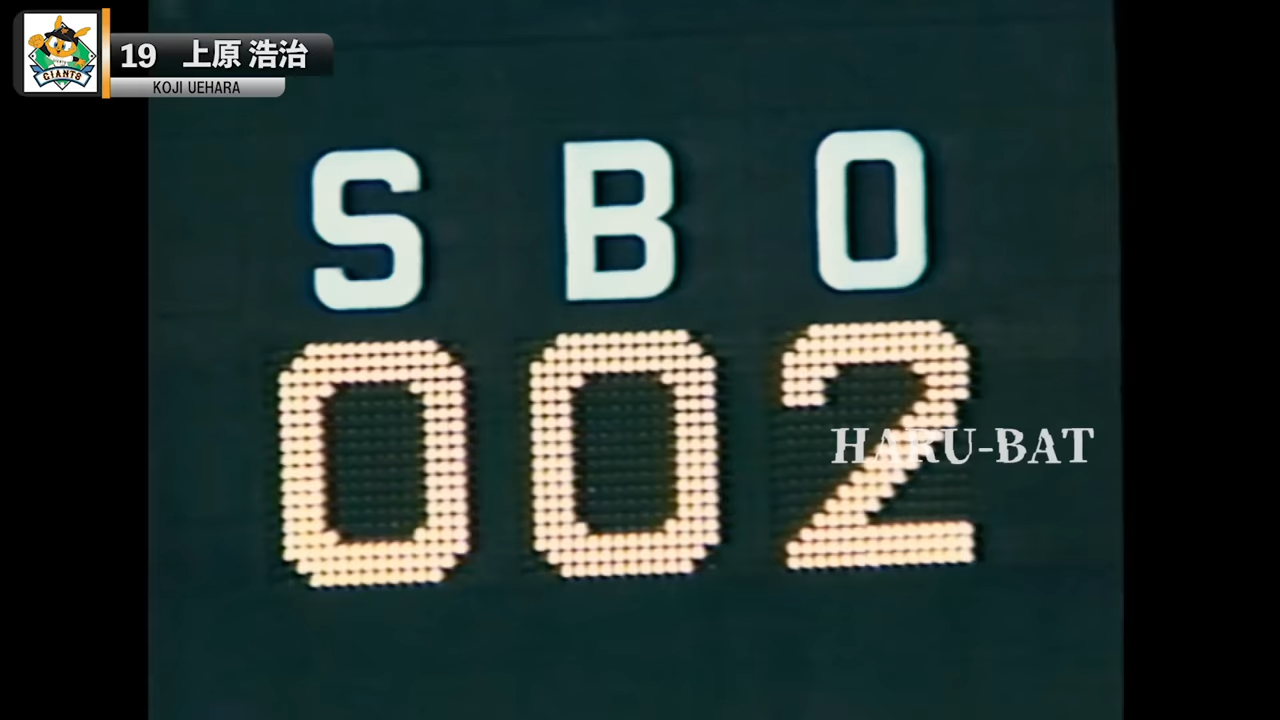 GIANTS
19 上原 浩治
KOJI UEHARA
S B O
0 0 2
HARU-BAT